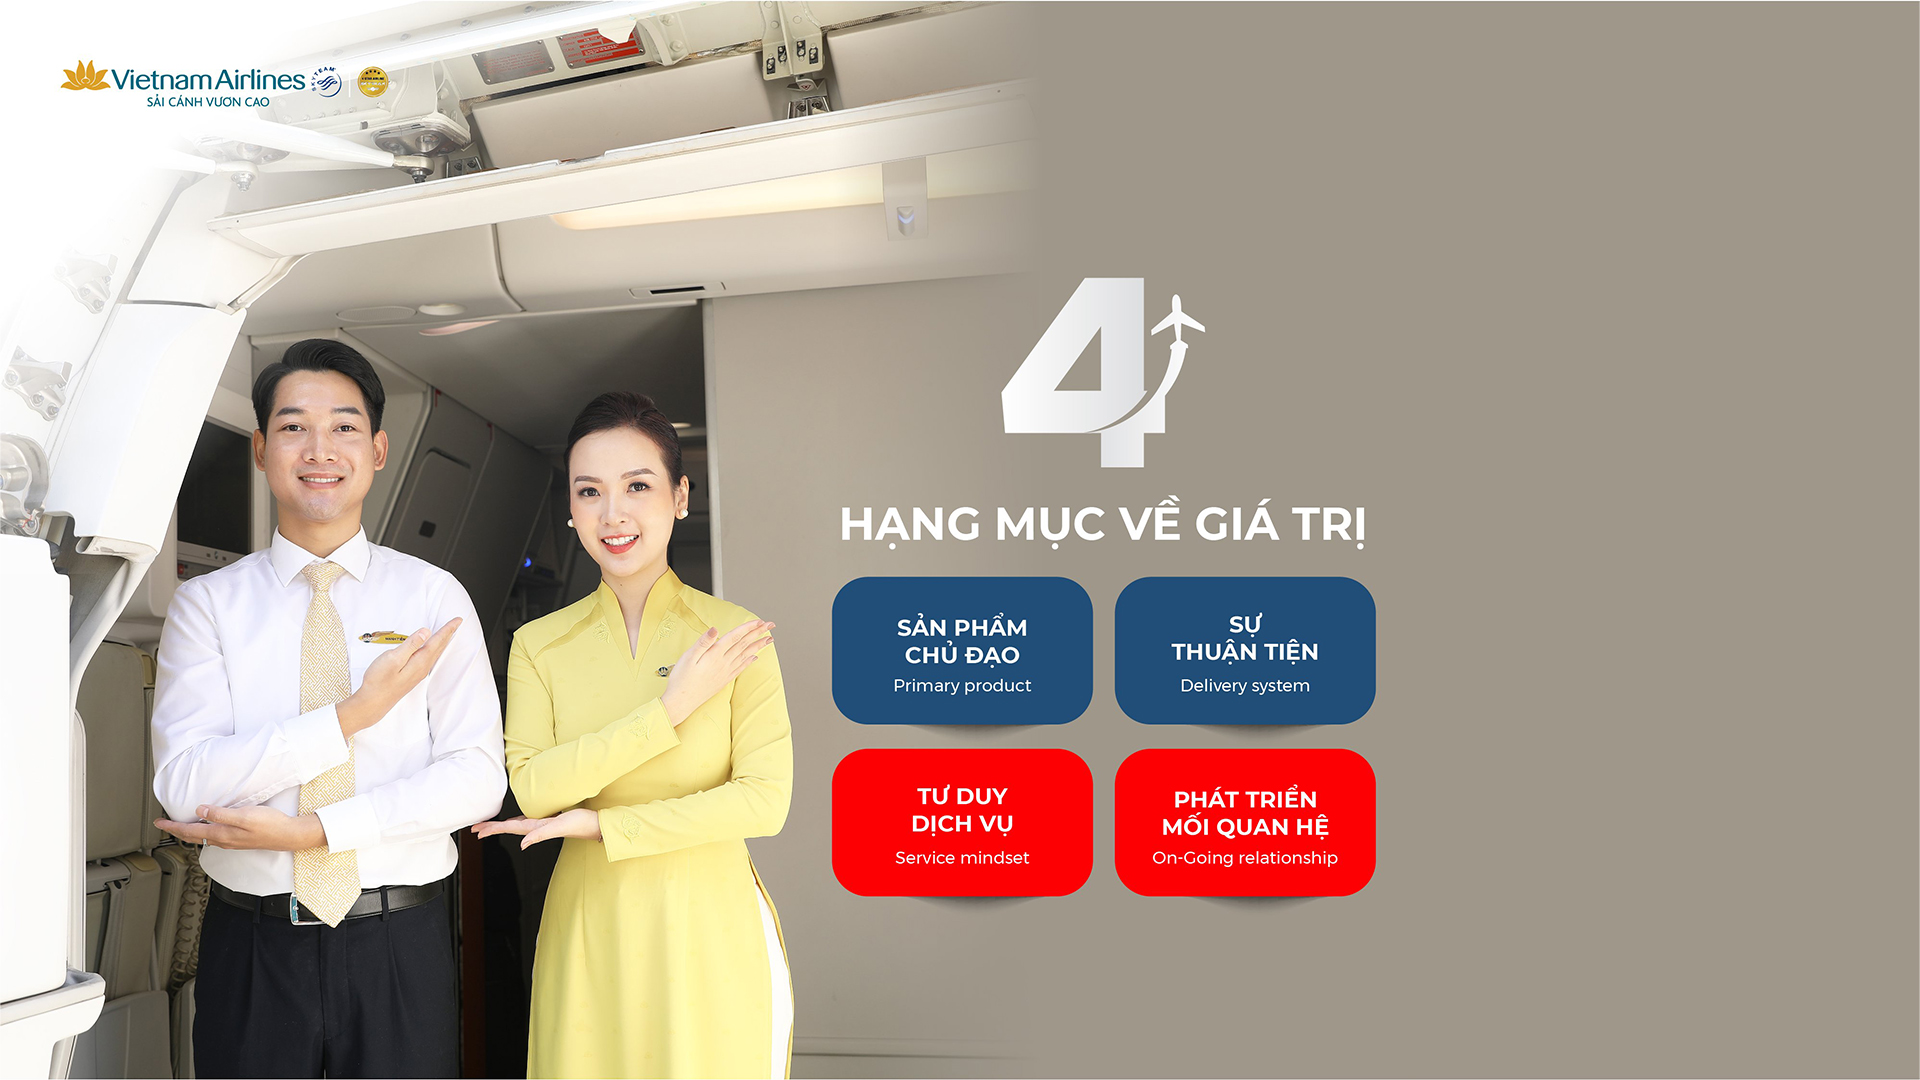 Vietnam Airlines
SKYTEAM
SẢI CÁNH VƯƠN CAO
4
HẠNG MỤC VỀ GIÁ TRỊ
SẢN PHẨM
CHỦ ĐẠO
Primary product
SỰ
THUẬN TIỆN
Delivery system
TƯ DUY
DỊCH VỤ
Service mindset
PHÁT TRIỂN
MỐI QUAN HỆ
On-Going relationship